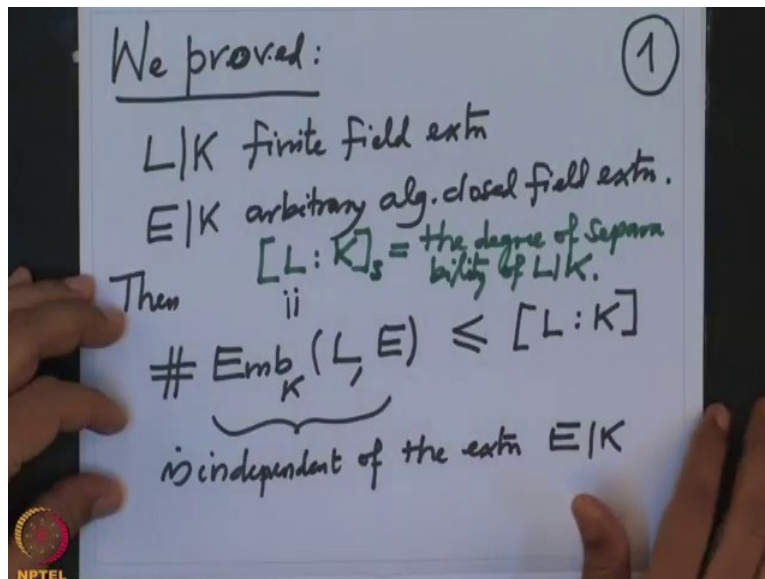 We proved:
1
L|K finite field extn
E|K arbitrary alg. closed field extn.
[L : K]s = the degree of separa
bility of L|K.
Then
ii
# Emb_K (L, E) ≤ [L : K]
is independent of the extn E|K
NPTEL